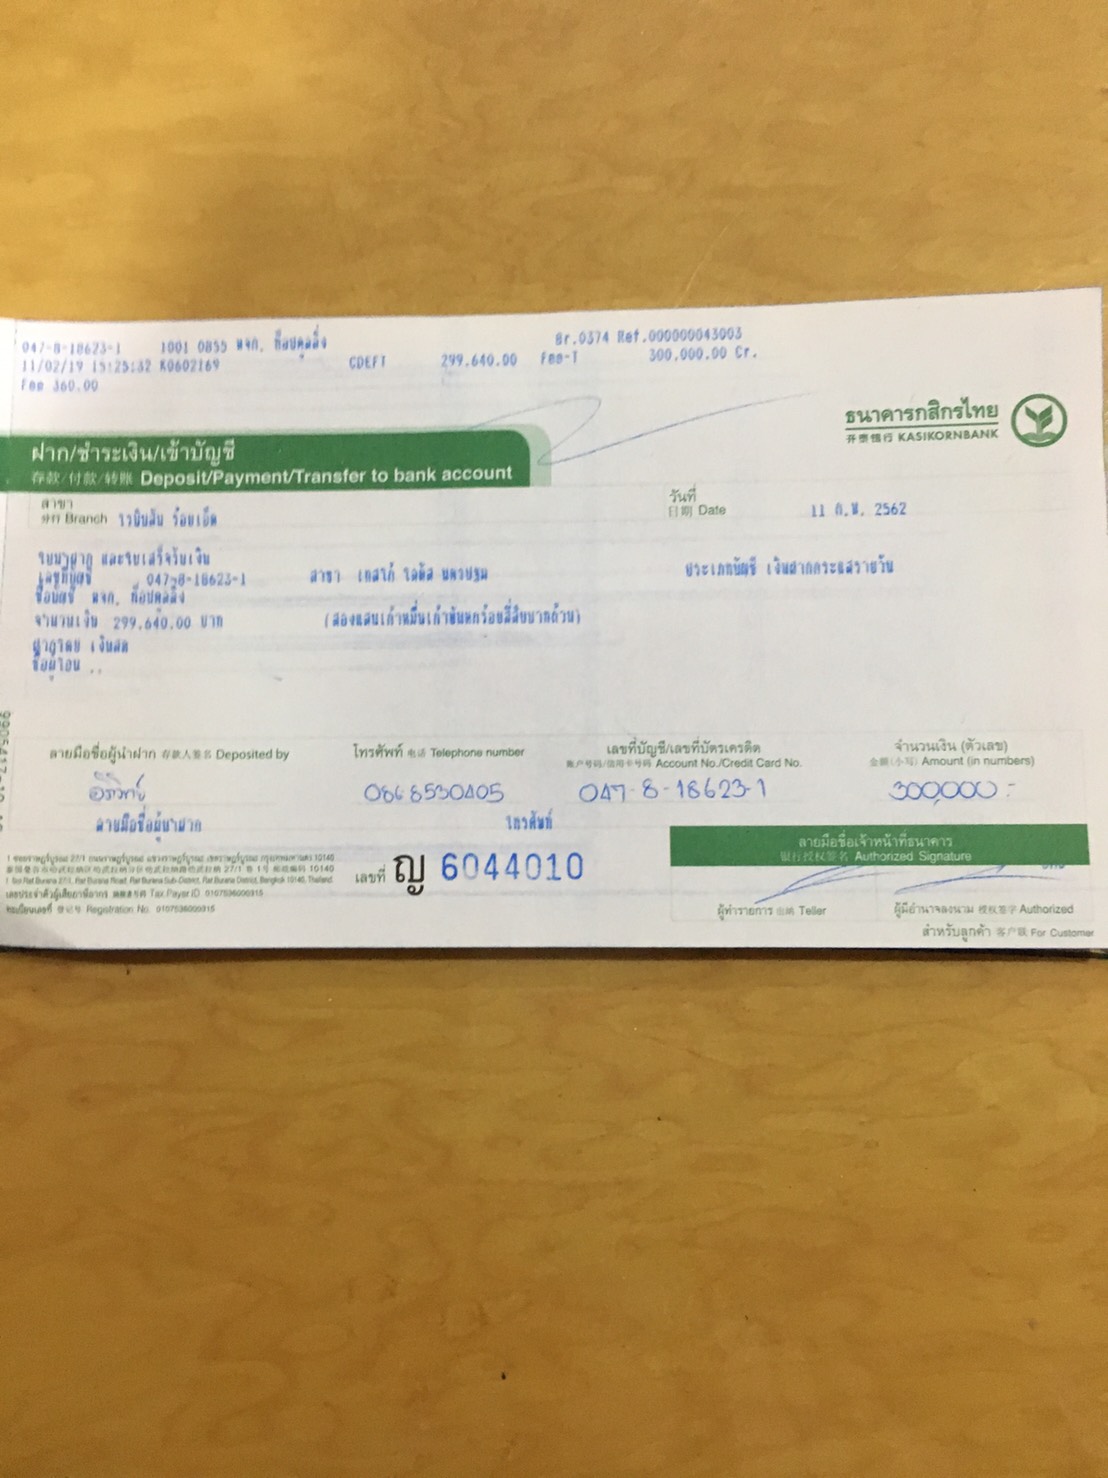 047-8-18623-1 1001 0855 หจก. ท็อปคูลลิ่ง Br.0374 Ref.000000043003
11/02/19 15:25:32 K0602169 CDEFT 299,640.00 Fee-T 300,000.00 Cr.
Fee 360.00
ธนาคารกสิกรไทย
开泰银行 KASIKORNBANK
ฝาก/ชำระเงิน/เข้าบัญชี
存款/付款/转账 Deposit/Payment/Transfer to bank account
สาขา
分行 Branch โรบินสัน ร้อยเอ็ด
วันที่
日期 Date 11 ก.พ. 2562
ใบนำฝาก และใบเสร็จรับเงิน
เลขที่บัญชี 047-8-18623-1 สาขา เทสโก้ โลตัส นครปฐม ประเภทบัญชี เงินฝากกระแสรายวัน
ชื่อบัญชี หจก. ท็อปคูลลิ่ง
จำนวนเงิน 299,640.00 บาท (สองแสนเก้าหมื่นเก้าพันหกร้อยสี่สิบบาทถ้วน)
ฝากโดย เงินสด
ชื่อผู้โอน ..
ลายมือชื่อผู้นำฝาก 存款人签名 Deposited by
โทรศัพท์ 电话 Telephone number
0868530405
เลขที่บัญชี/เลขที่บัตรเครดิต
账户号码/信用卡号码 Account No./Credit Card No.
047-8-18623-1
จำนวนเงิน (ตัวเลข)
金额(小写) Amount (in numbers)
300,000.-
ลายมือชื่อผู้นำฝาก โทรศัพท์
1 ซอยราษฎร์บูรณะ 27/1 ถนนราษฎร์บูรณะ แขวงราษฎร์บูรณะ เขตราษฎร์บูรณะ กรุงเทพมหานคร 10140
1 Soi Rat Burana 27/1, Rat Burana Road, Rat Burana Sub-District, Rat Burana District, Bangkok 10140, Thailand
เลขประจำตัวผู้เสียภาษีอากร 纳税者号码 Tax Payer ID 0107536000315
ทะเบียนเลขที่ 登记号 Registration No. 0107536000315
เลขที่ ญ 6044010
ลายมือชื่อเจ้าหน้าที่ธนาคาร
银行授权签名 Authorized Signature
ผู้ทำรายการ 出纳 Teller
ผู้มีอำนาจลงนาม 授权签字 Authorized
สำหรับลูกค้า 客户联 For Customer